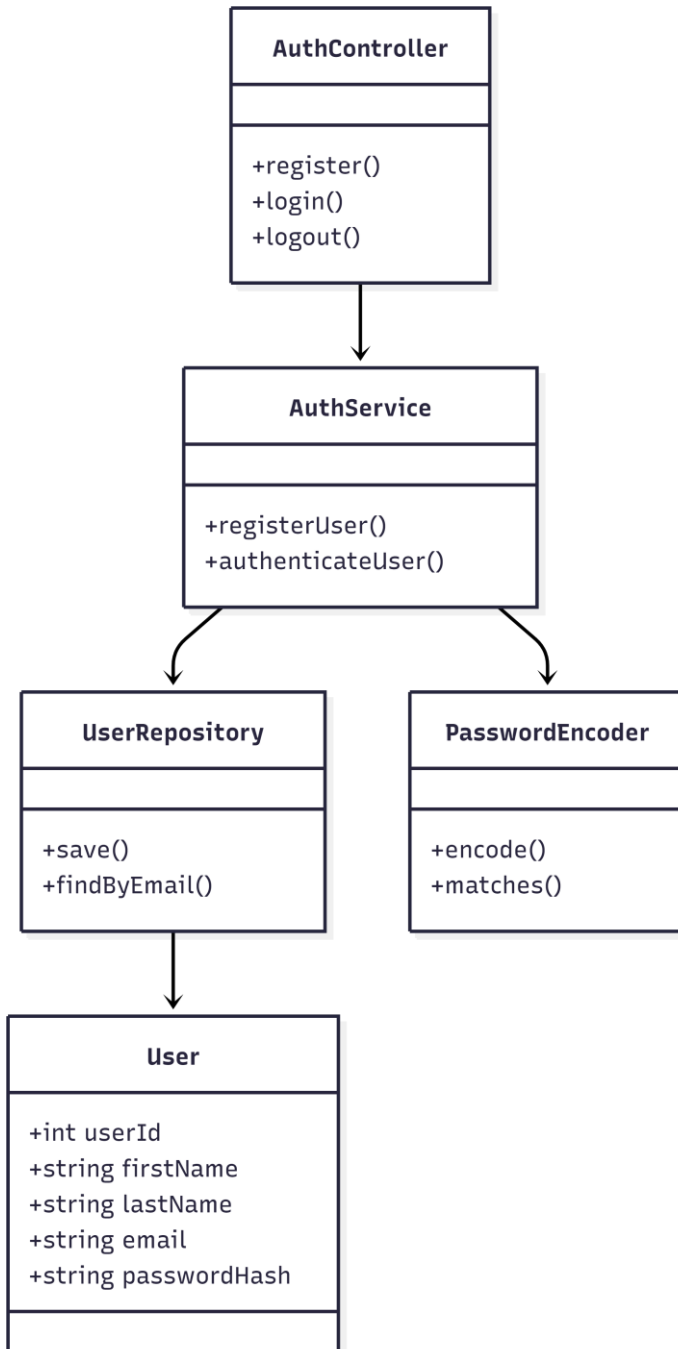 AuthController
+register()
+login()
+logout()
AuthService
+registerUser()
+authenticateUser()
UserRepository
+save()
+findByEmail()
PasswordEncoder
+encode()
+matches()
User
+int userId
+string firstName
+string lastName
+string email
+string passwordHash